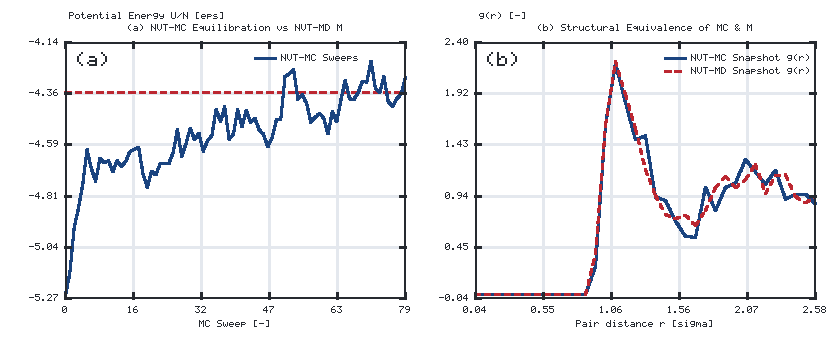 Potential Energy U/N [eps]
(a) NVT-MC Equilibration vs NVT-MD M
(a)
NVT-MC Sweeps
-4.14
-4.36
-4.59
-4.81
-5.04
-5.27
0
16
32
47
63
79
MC Sweep [-]
g(r) [-]
(b) Structural Equivalence of MC & M
(b)
NVT-MC Snapshot g(r)
NVT-MD Snapshot g(r)
2.40
1.92
1.43
0.94
0.45
-0.04
0.04
0.55
1.06
1.56
2.07
2.58
Pair distance r [sigma]